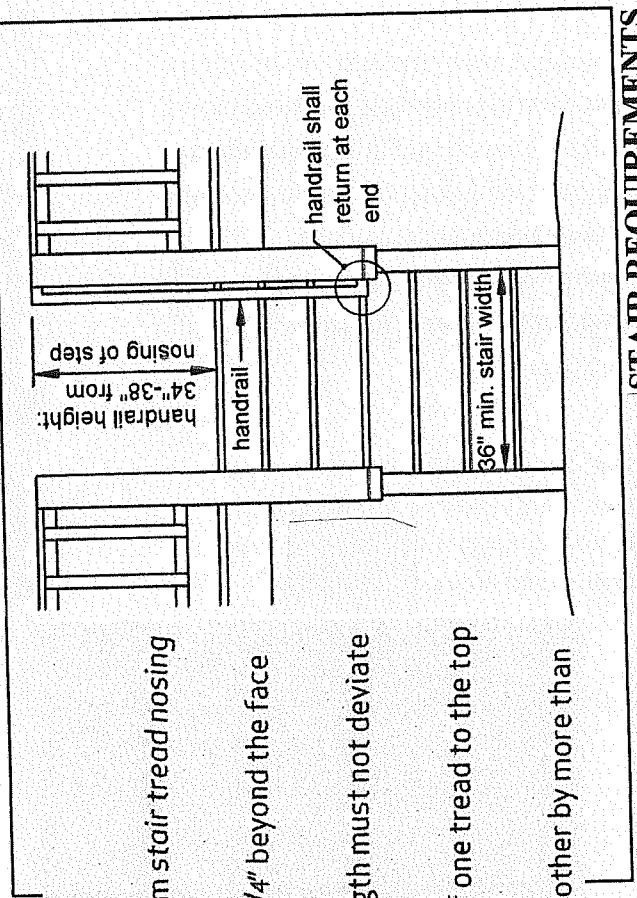 m stair tread nosing
/4" beyond the face
gth must not deviate
one tread to the top
other by more than
handrail height:
34"-38" from
nosing of step
handrail
handrail shall
return at each
end
36" min. stair width
STAIR REQUIREMENTS